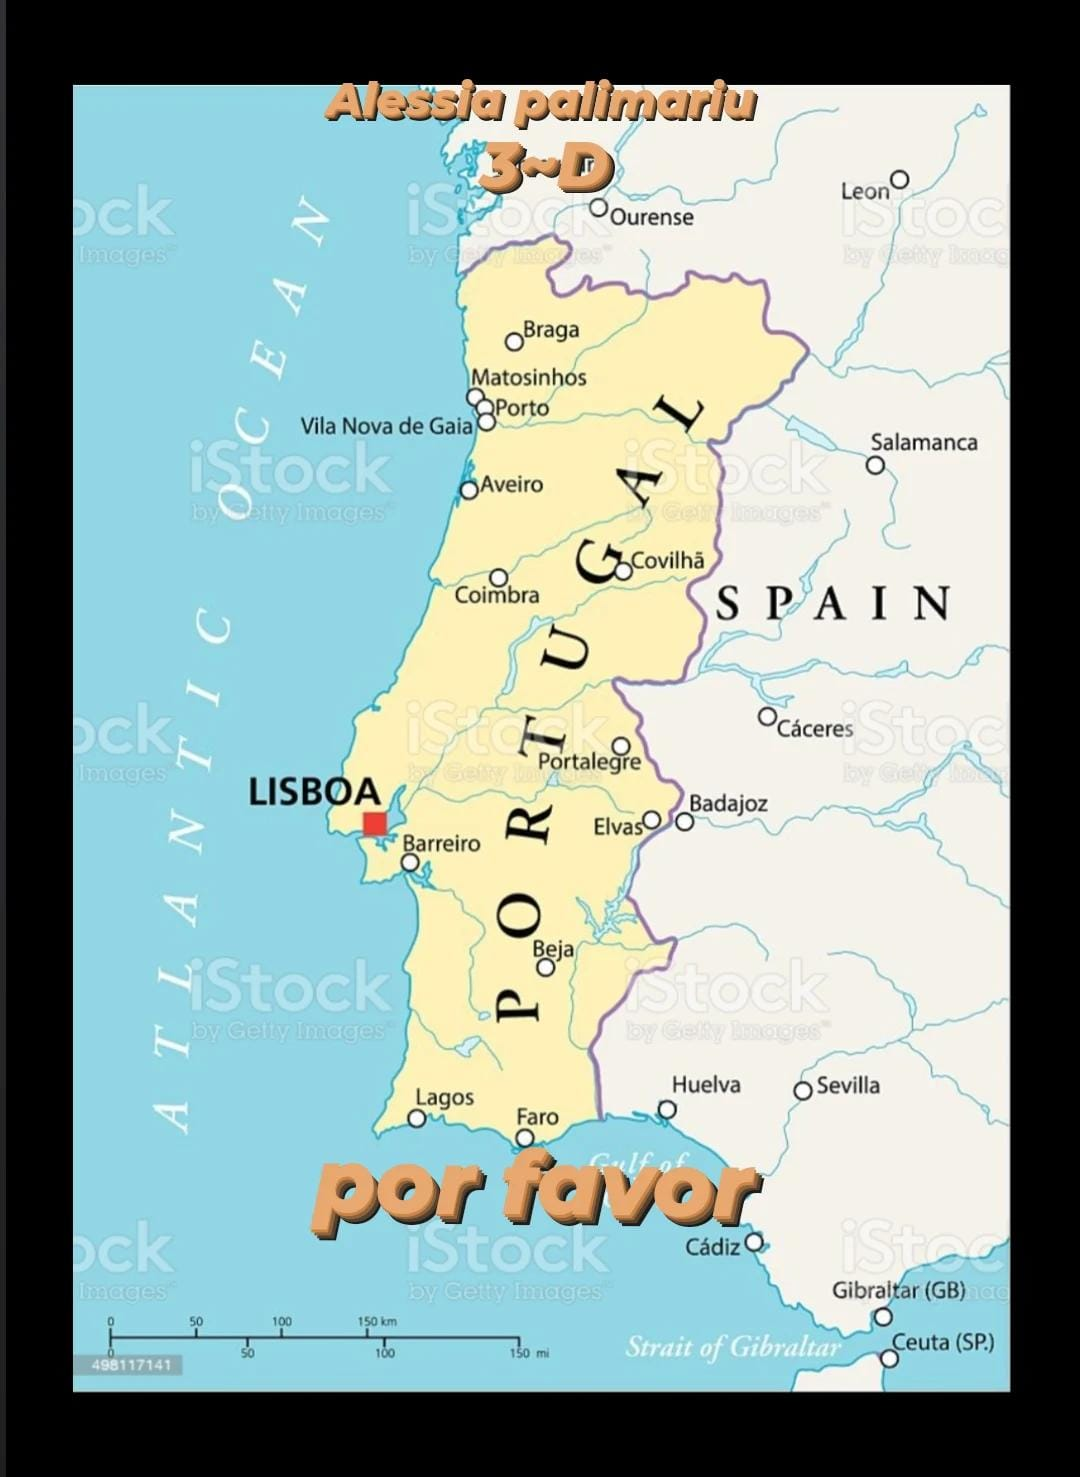 Alessia palimariu
3~D
Leon
Ourense
iStock
by Getty Images™
ATLANTIC OCEAN
Braga
Matosinhos
Porto
Vila Nova de Gaia
Aveiro
Salamanca
Covilhã
Coimbra
PORTUGAL
SPAIN
Cáceres
Portalegre
LISBOA
Badajoz
Elvas
Barreiro
Beja
Huelva
Sevilla
Lagos
Faro
Gulf of
por favor
Cádiz
Gibraltar (GB)
Ceuta (SP.)
Strait of Gibraltar
0 50 100 150 km
0 50 100 150 mi
498117141